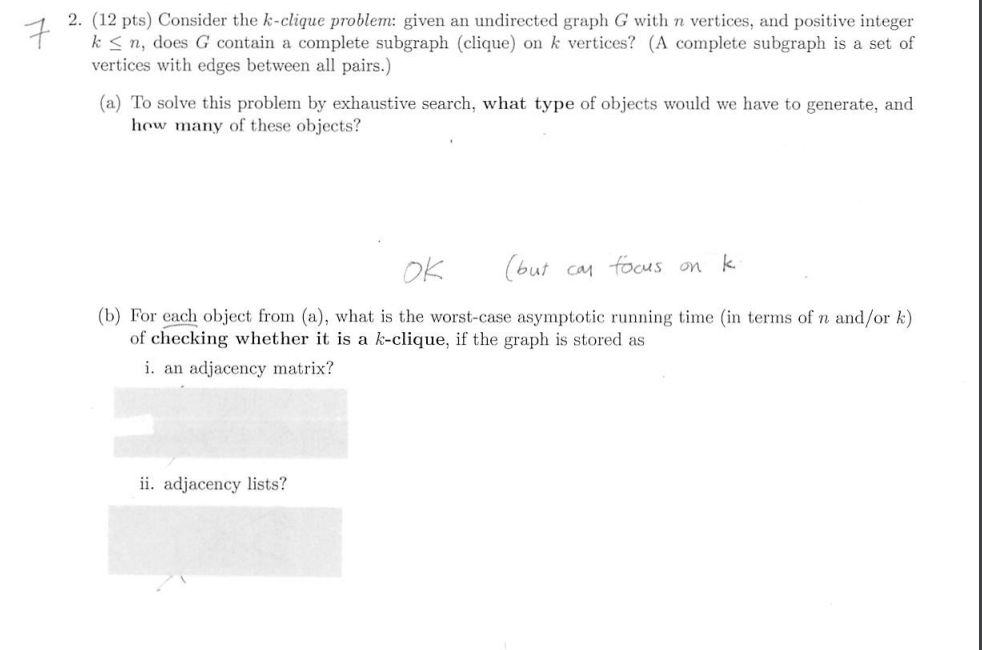 7 2. (12 pts) Consider the k-clique problem: given an undirected graph G with n vertices, and positive integer
k ≤ n, does G contain a complete subgraph (clique) on k vertices? (A complete subgraph is a set of
vertices with edges between all pairs.)
(a) To solve this problem by exhaustive search, what type of objects would we have to generate, and
how many of these objects?
OK (but can focus on k
(b) For each object from (a), what is the worst-case asymptotic running time (in terms of n and/or k)
of checking whether it is a k-clique, if the graph is stored as
i. an adjacency matrix?
ii. adjacency lists?